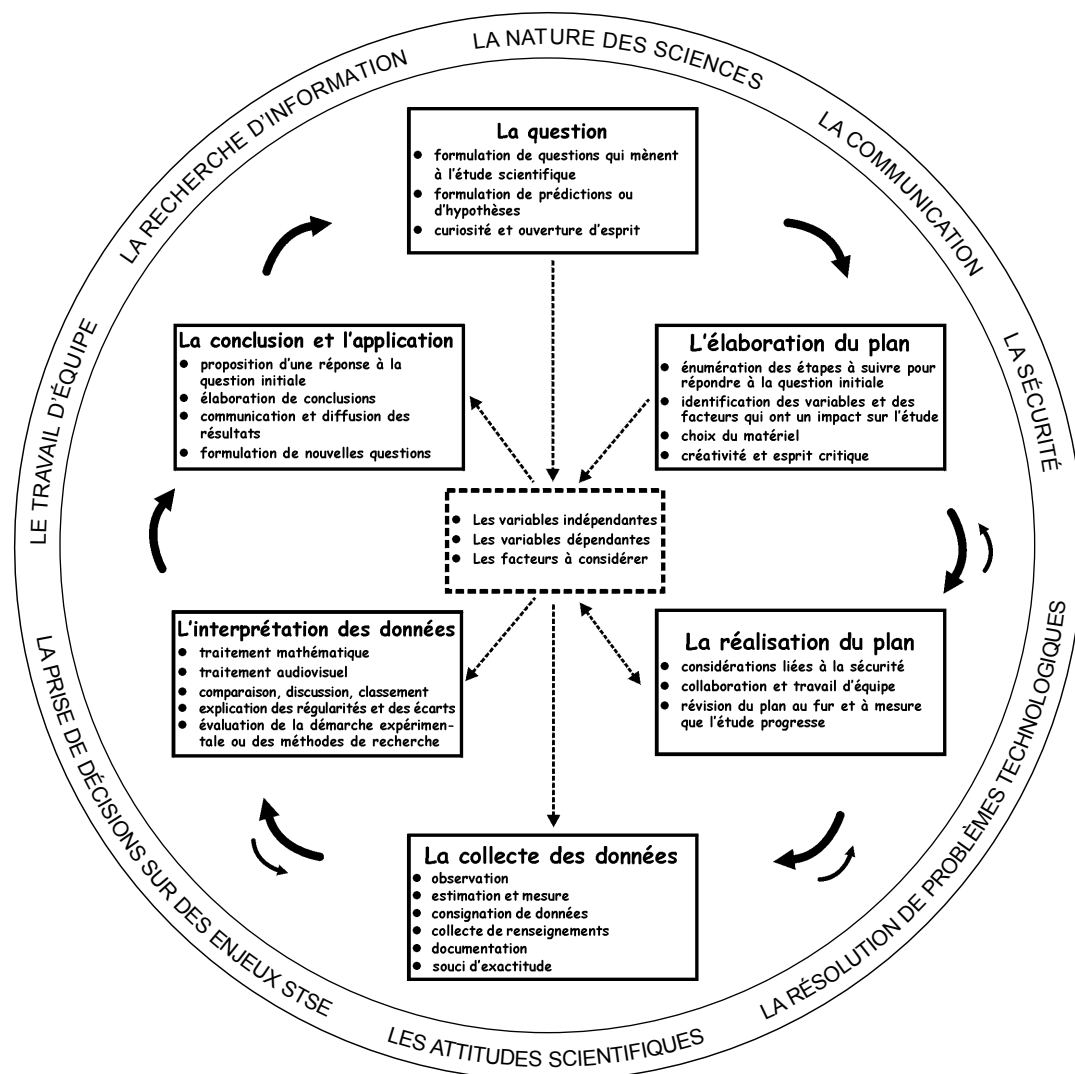 LA NATURE DES SCIENCES
LA COMMUNICATION
LA SÉCURITÉ
LA RÉSOLUTION DE PROBLÈMES TECHNOLOGIQUES
LES ATTITUDES SCIENTIFIQUES
LA PRISE DE DÉCISIONS SUR DES ENJEUX STSE
LE TRAVAIL D'ÉQUIPE
LA RECHERCHE D'INFORMATION
La question
● formulation de questions qui mènent
à l'étude scientifique
● formulation de prédictions ou
d'hypothèses
● curiosité et ouverture d'esprit
L'élaboration du plan
● énumération des étapes à suivre pour
répondre à la question initiale
● identification des variables et des
facteurs qui ont un impact sur l'étude
● choix du matériel
● créativité et esprit critique
La réalisation du plan
● considérations liées à la sécurité
● collaboration et travail d'équipe
● révision du plan au fur et à mesure
que l'étude progresse
La collecte des données
● observation
● estimation et mesure
● consignation de données
● collecte de renseignements
● documentation
● souci d'exactitude
L'interprétation des données
● traitement mathématique
● traitement audiovisuel
● comparaison, discussion, classement
● explication des régularités et des écarts
● évaluation de la démarche expérimen-
tale ou des méthodes de recherche
La conclusion et l'application
● proposition d'une réponse à la
question initiale
● élaboration de conclusions
● communication et diffusion des
résultats
● formulation de nouvelles questions
● Les variables indépendantes
● Les variables dépendantes
● Les facteurs à considérer